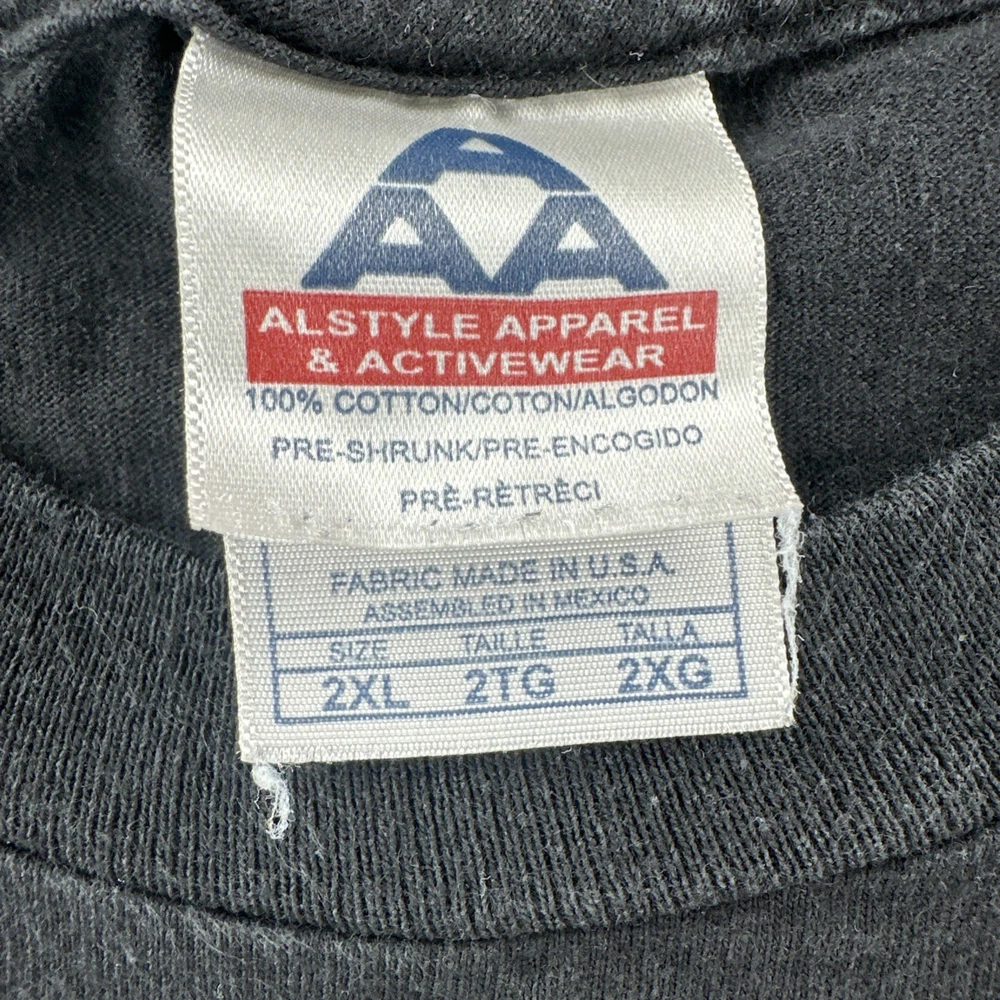 AAA
ALSTYLE APPAREL
& ACTIVEWEAR
100% COTTON/COTON/ALGODON
PRE-SHRUNK/PRE-ENCOGIDO
PRÈ-RÈTRÈCI
FABRIC MADE IN U.S.A.
ASSEMBLED IN MEXICO
SIZE TAILLE TALLA
2XL 2TG 2XG